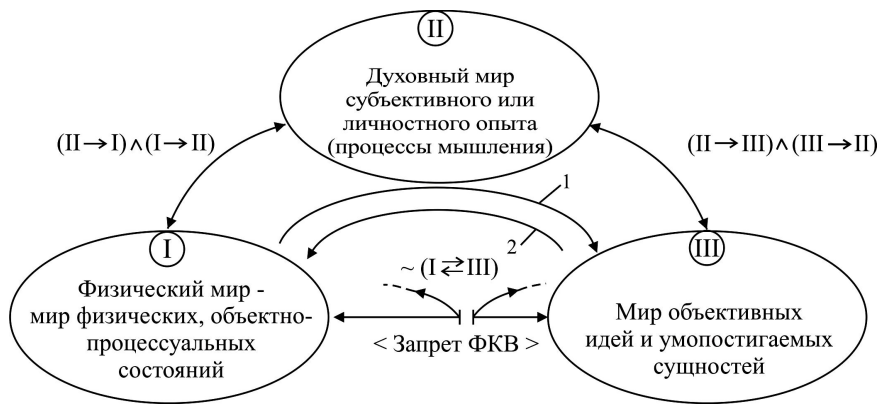 II
Духовный мир
субъективного или
личностного опыта
(процессы мышления)
(II→I)∧(I→II)
(II→III)∧(III→II)
1
2
I
Физический мир -
мир физических, объектно-
процессуальных
состояний
~ (I⇄III)
< Запрет ФКВ >
III
Мир объективных
идей и умопостигаемых
сущностей